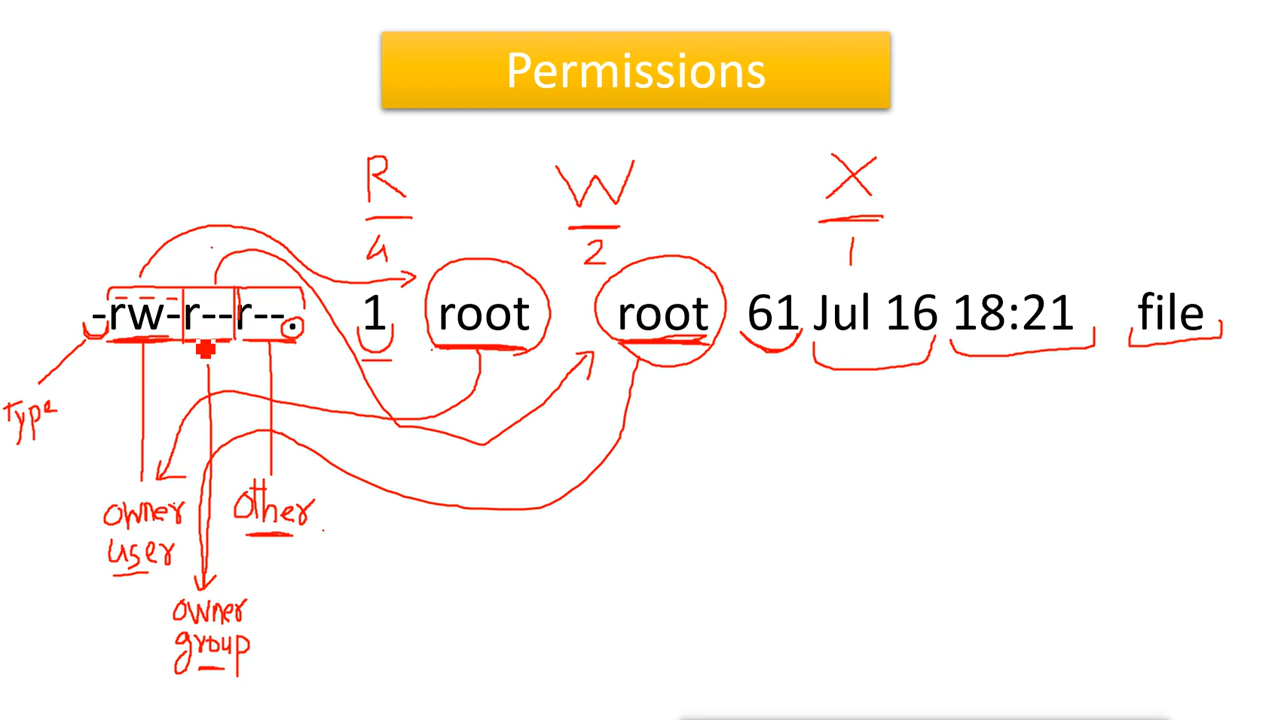 Permissions
R W X
4 2 1
-rw-r--r--. 1 root root 61 Jul 16 18:21 file
Type
owner
user
other
owner
group